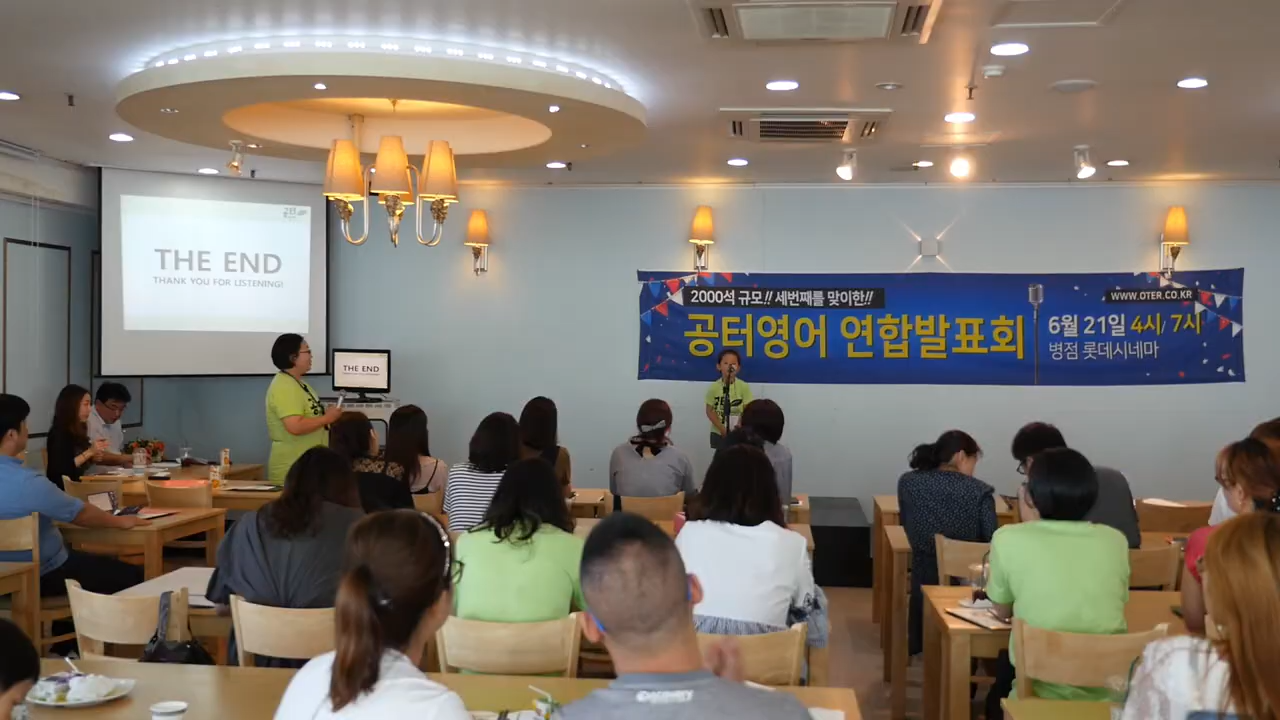 THE END
THANK YOU FOR LISTENING!
THE END
2000석 규모!! 세번째를 맞이한!!
공터영어 연합발표회
WWW.OTER.CO.KR
6월 21일 4시/ 7시
병점 롯데시네마